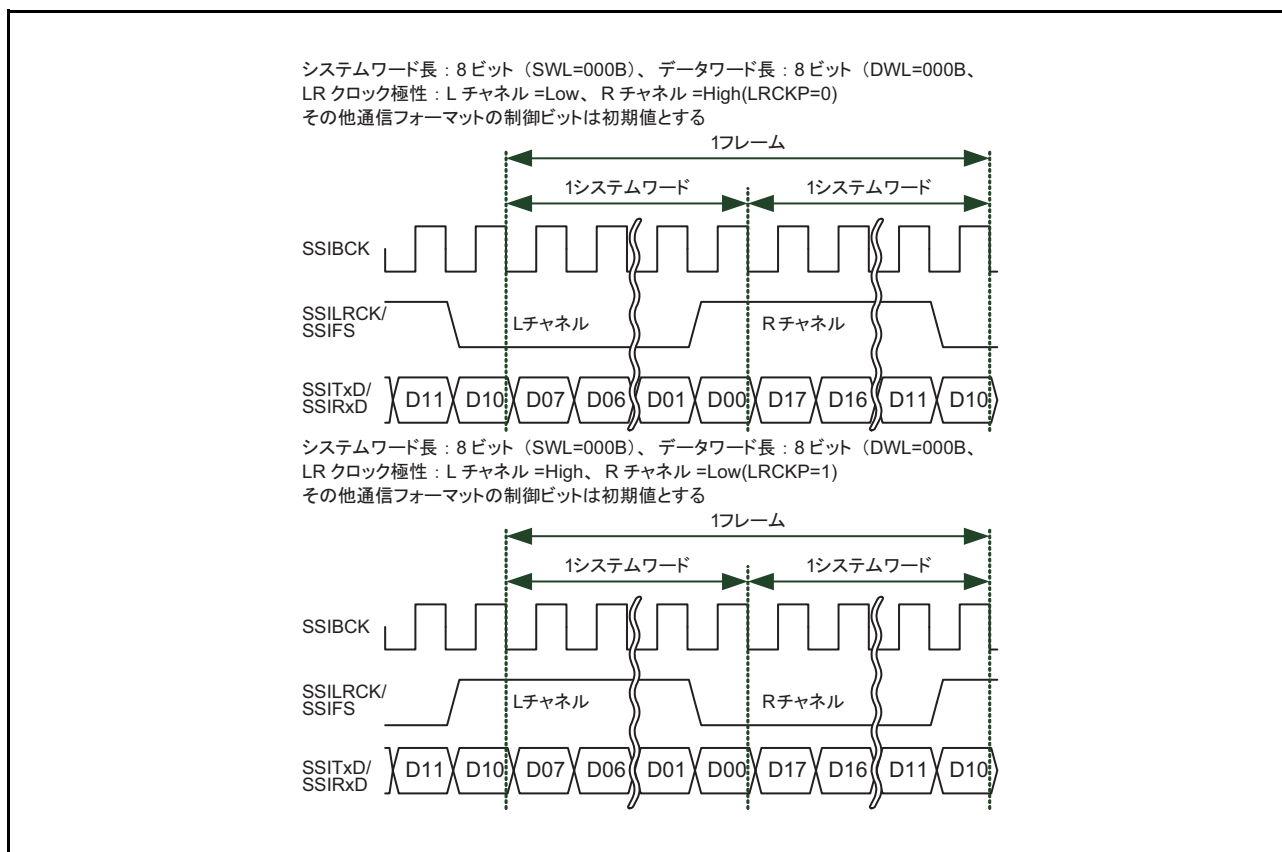 システムワード長：8 ビット（SWL=000B）、データワード長：8 ビット（DWL=000B、
LR クロック極性：L チャネル =Low、R チャネル =High(LRCKP=0)
その他通信フォーマットの制御ビットは初期値とする
1フレーム
1システムワード 1システムワード
SSIBCK
SSILRCK/
SSIFS
Lチャネル Rチャネル
SSITxD/
SSIRxD
D11 D10 D07 D06 D01 D00 D17 D16 D11 D10
システムワード長：8 ビット（SWL=000B）、データワード長：8 ビット（DWL=000B、
LR クロック極性：L チャネル =High、R チャネル =Low(LRCKP=1)
その他通信フォーマットの制御ビットは初期値とする
1フレーム
1システムワード 1システムワード
SSIBCK
SSILRCK/
SSIFS
Lチャネル Rチャネル
SSITxD/
SSIRxD
D11 D10 D07 D06 D01 D00 D17 D16 D11 D10